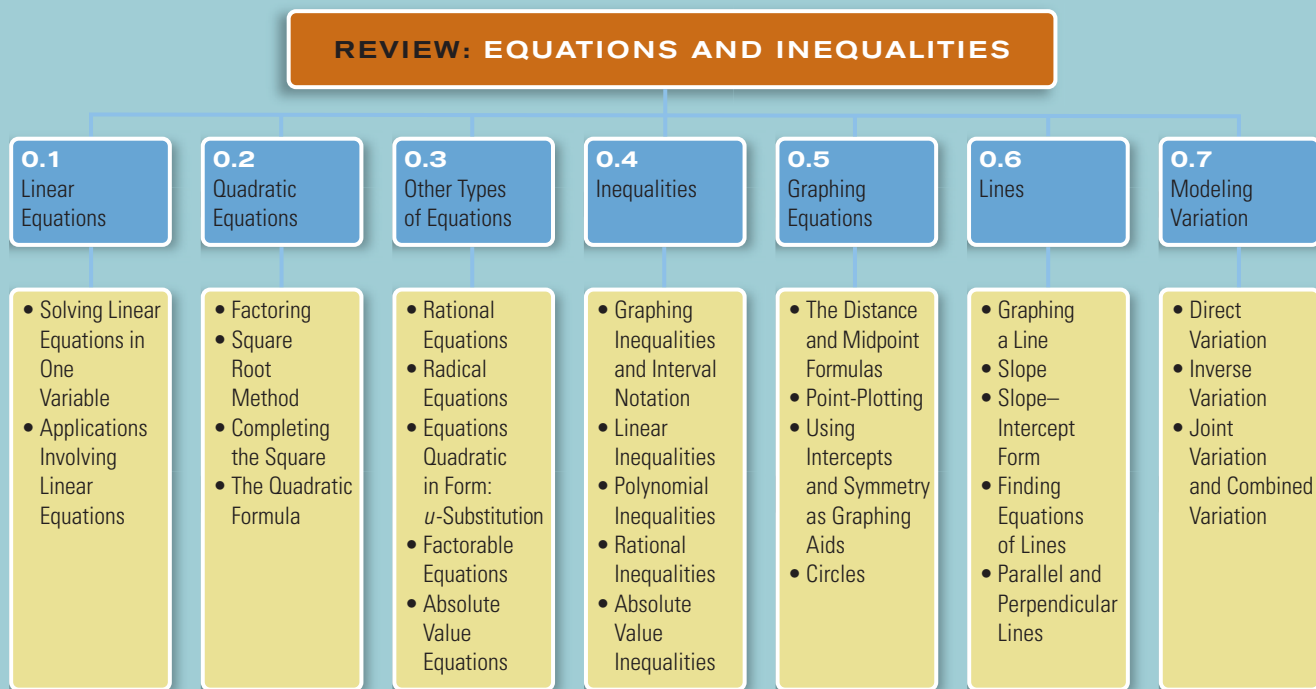 REVIEW: EQUATIONS AND INEQUALITIES
0.1
Linear
Equations
0.2
Quadratic
Equations
0.3
Other Types
of Equations
0.4
Inequalities
0.5
Graphing
Equations
0.6
Lines
0.7
Modeling
Variation
• Solving Linear
Equations in
One
Variable
• Applications
Involving
Linear
Equations
• Factoring
• Square
Root
Method
• Completing
the Square
• The Quadratic
Formula
• Rational
Equations
• Radical
Equations
• Equations
Quadratic
in Form:
u-Substitution
• Factorable
Equations
• Absolute
Value
Equations
• Graphing
Inequalities
and Interval
Notation
• Linear
Inequalities
• Polynomial
Inequalities
• Rational
Inequalities
• Absolute
Value
Inequalities
• The Distance
and Midpoint
Formulas
• Point-Plotting
• Using
Intercepts
and Symmetry
as Graphing
Aids
• Circles
• Graphing
a Line
• Slope
• Slope–
Intercept
Form
• Finding
Equations
of Lines
• Parallel and
Perpendicular
Lines
• Direct
Variation
• Inverse
Variation
• Joint
Variation
and Combined
Variation